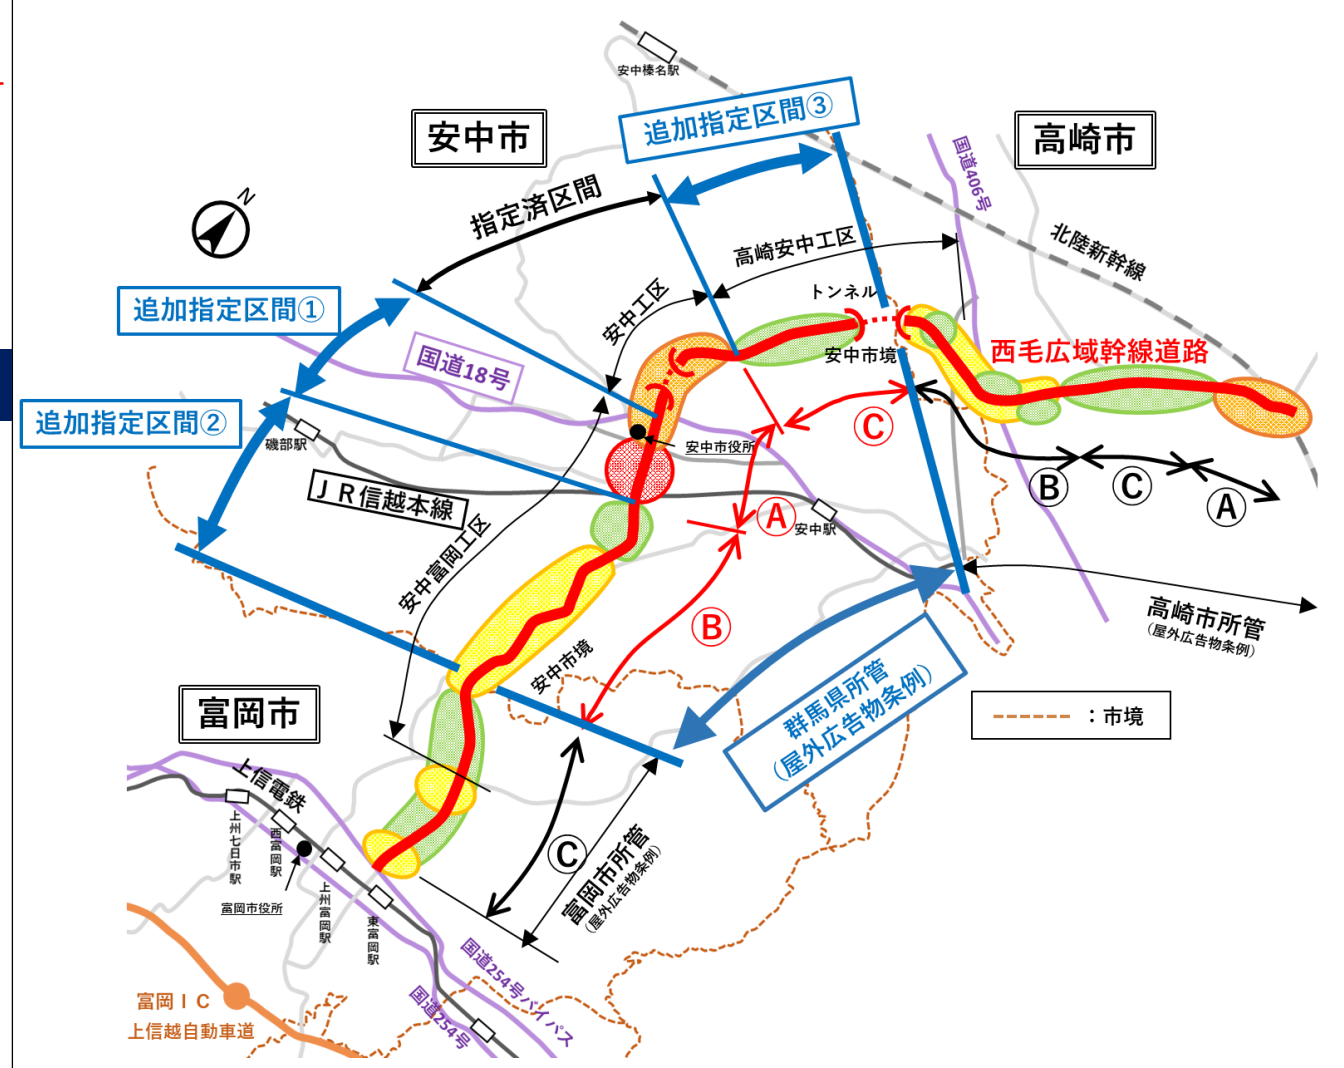 安中榛名駅
安中市
追加指定区間③
高崎市
国道406号
N
指定済区間
北陸新幹線
高崎安中工区
追加指定区間①
安中工区
トンネル
国道18号
安中市境
西毛広域幹線道路
追加指定区間②
磯部駅
安中市役所
Ⓒ
ＪＲ信越本線
Ⓑ
Ⓒ
Ⓐ
Ⓐ
安中駅
安中富岡工区
高崎市所管
（屋外広告物条例）
Ⓑ
安中市境
群馬県所管
（屋外広告物条例）
富岡市
：市境
上信電鉄
上州七日市駅
西富岡駅
Ⓒ
富岡市所管
（屋外広告物条例）
富岡市役所
上州富岡駅
東富岡駅
国道254号バイパス
国道254号
富岡ＩＣ
上信越自動車道